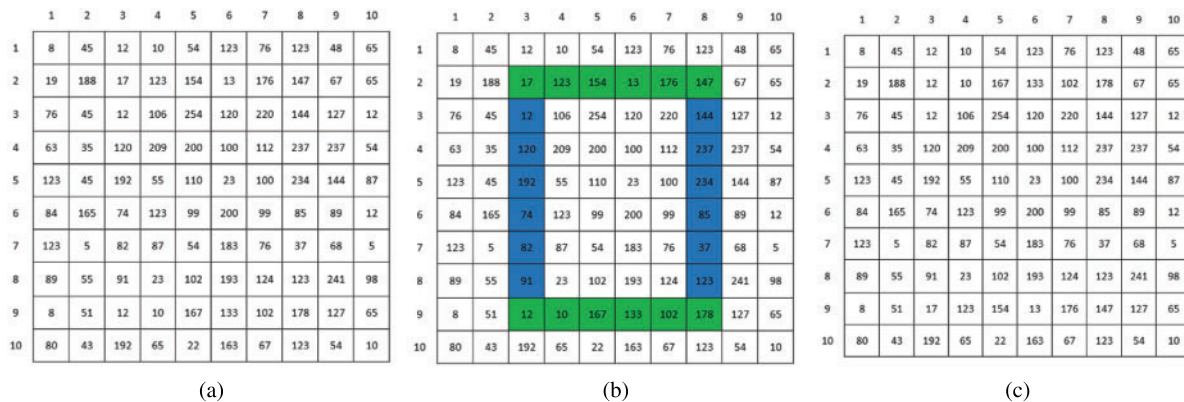 1 2 3 4 5 6 7 8 9 10
1 8 45 12 10 54 123 76 123 48 65
2 19 188 17 123 154 13 176 147 67 65
3 76 45 12 106 254 120 220 144 127 12
4 63 35 120 209 200 100 112 237 237 54
5 123 45 192 55 110 23 100 234 144 87
6 84 165 74 123 99 200 99 85 89 12
7 123 5 82 87 54 183 76 37 68 5
8 89 55 91 23 102 193 124 123 241 98
9 8 51 12 10 167 133 102 178 127 65
10 80 43 192 65 22 163 67 123 54 10
(a)
1 2 3 4 5 6 7 8 9 10
1 8 45 12 10 54 123 76 123 48 65
2 19 188 17 123 154 13 176 147 67 65
3 76 45 12 106 254 120 220 144 127 12
4 63 35 120 209 200 100 112 237 237 54
5 123 45 192 55 110 23 100 234 144 87
6 84 165 74 123 99 200 99 85 89 12
7 123 5 82 87 54 183 76 37 68 5
8 89 55 91 23 102 193 124 123 241 98
9 8 51 12 10 167 133 102 178 127 65
10 80 43 192 65 22 163 67 123 54 10
(b)
1 2 3 4 5 6 7 8 9 10
1 8 45 12 10 54 123 76 123 48 65
2 19 188 12 10 167 133 102 178 67 65
3 76 45 12 106 254 120 220 144 127 12
4 63 35 120 209 200 100 112 237 237 54
5 123 45 192 55 110 23 100 234 144 87
6 84 165 74 123 99 200 99 85 89 12
7 123 5 82 87 54 183 76 37 68 5
8 89 55 91 23 102 193 124 123 241 98
9 8 51 17 123 154 13 176 147 127 65
10 80 43 192 65 22 163 67 123 54 10
(c)